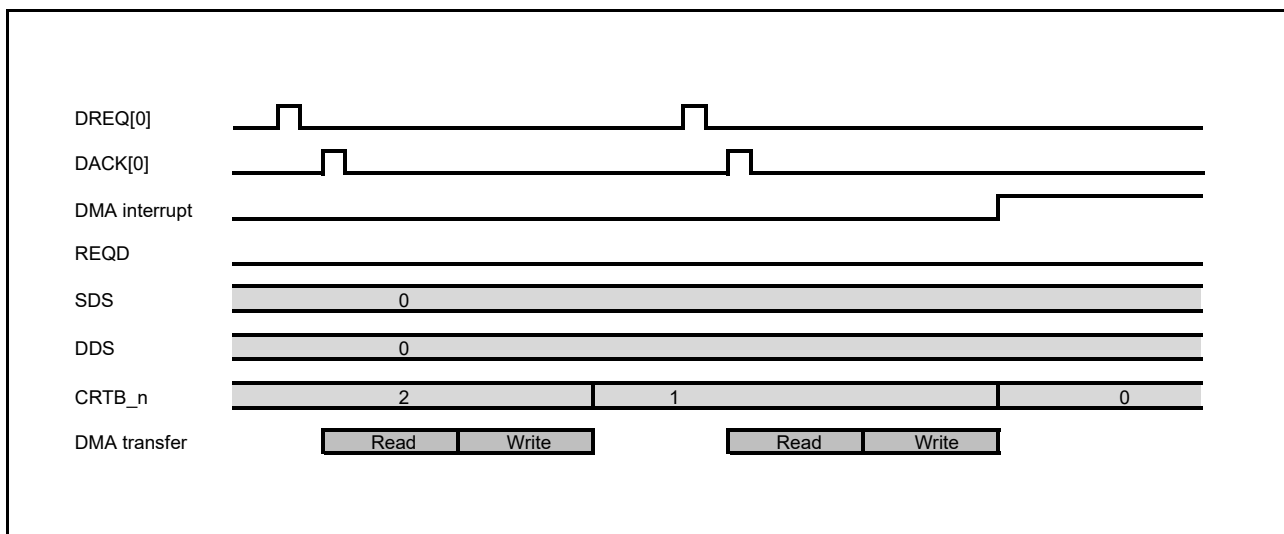 DREQ[0]
DACK[0]
DMA interrupt
REQD
SDS 0
DDS 0
CRTB_n 2 1 0
DMA transfer Read Write Read Write